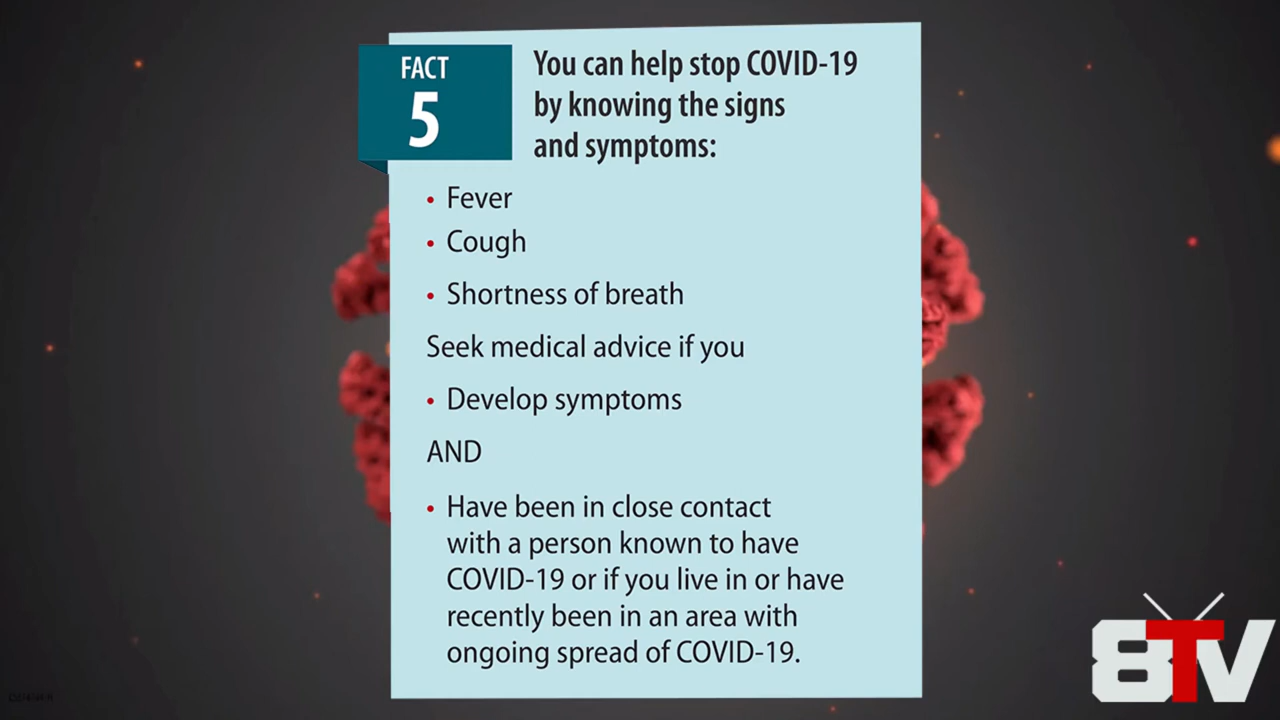 FACT
5
You can help stop COVID-19
by knowing the signs
and symptoms:
• Fever
• Cough
• Shortness of breath
Seek medical advice if you
• Develop symptoms
AND
• Have been in close contact
with a person known to have
COVID-19 or if you live in or have
recently been in an area with
ongoing spread of COVID-19.
8TV